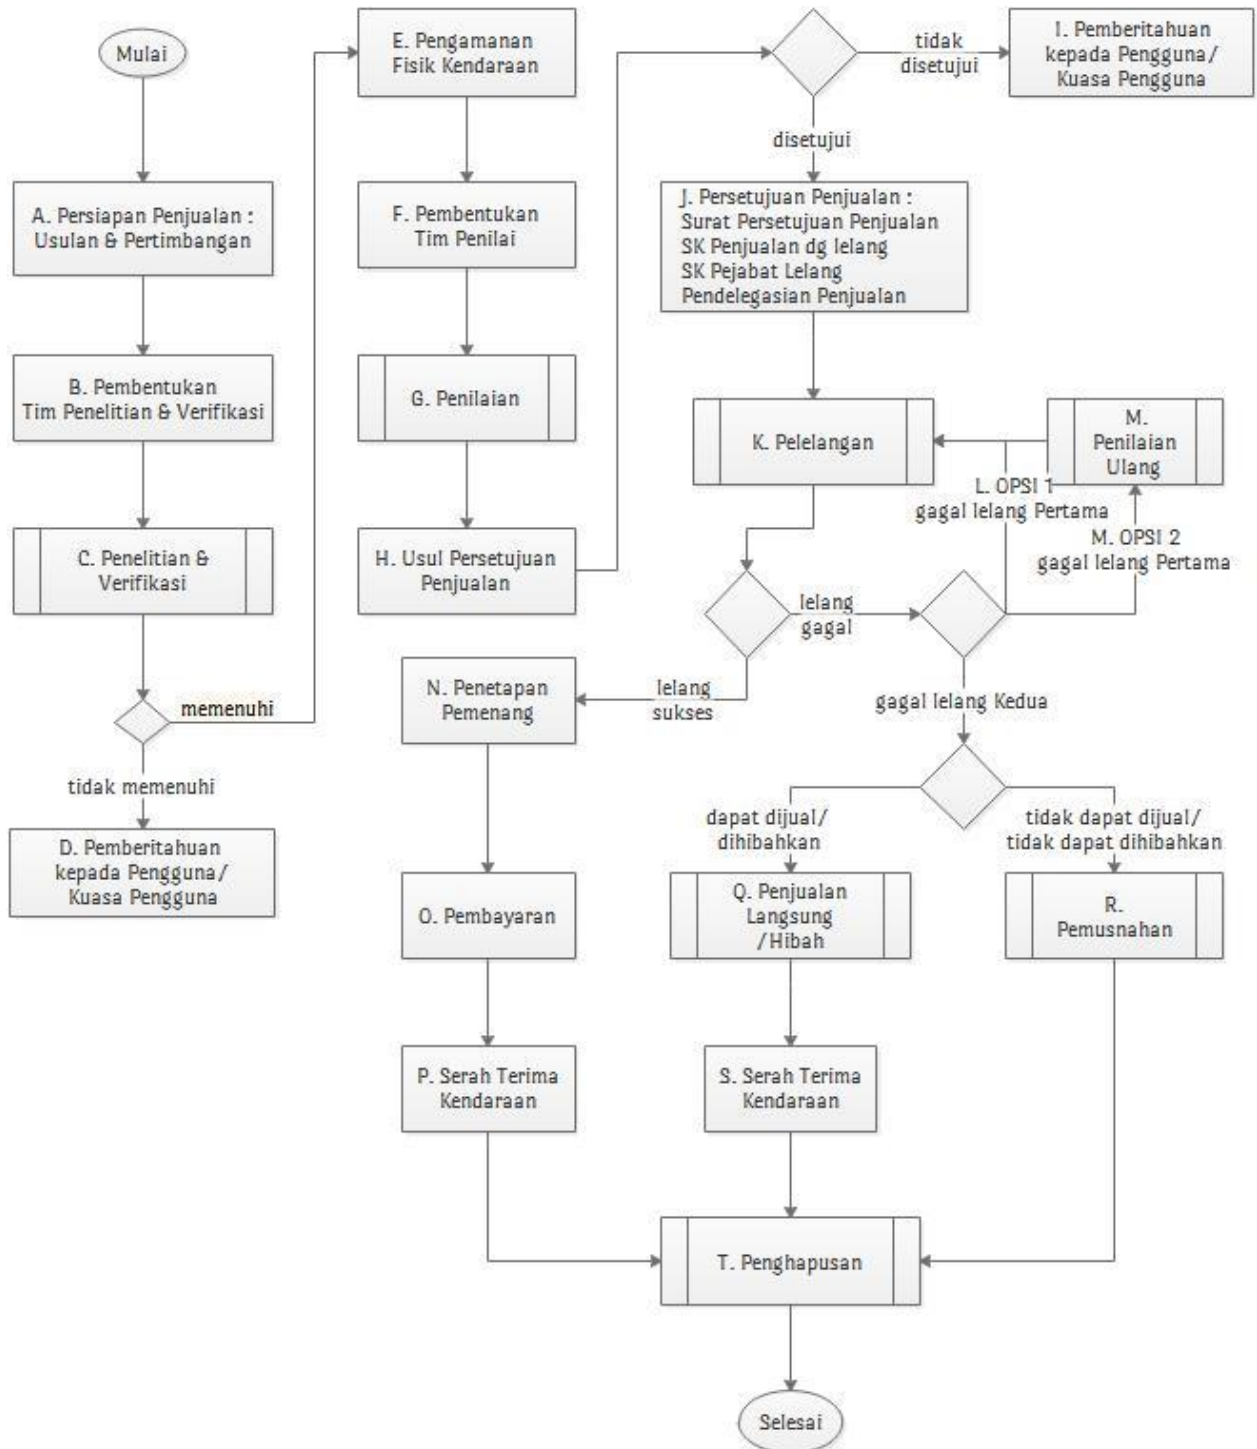 Mulai
A. Persiapan Penjualan :
Usulan & Pertimbangan
B. Pembentukan
Tim Penelitian & Verifikasi
C. Penelitian &
Verifikasi
memenuhi
tidak memenuhi
D. Pemberitahuan
kepada Pengguna/
Kuasa Pengguna
E. Pengamanan
Fisik Kendaraan
F. Pembentukan
Tim Penilai
G. Penilaian
H. Usul Persetujuan
Penjualan
tidak
disetujui
I. Pemberitahuan
kepada Pengguna/
Kuasa Pengguna
disetujui
J. Persetujuan Penjualan :
Surat Persetujuan Penjualan
SK Penjualan dg lelang
SK Pejabat Lelang
Pendelegasian Penjualan
K. Pelelangan
M.
Penilaian
Ulang
L. OPSI 1
gagal lelang Pertama
M. OPSI 2
gagal lelang Pertama
lelang
gagal
lelang
sukses
gagal lelang Kedua
N. Penetapan
Pemenang
O. Pembayaran
P. Serah Terima
Kendaraan
dapat dijual/
dihibahkan
tidak dapat dijual/
tidak dapat dihibahkan
Q. Penjualan
Langsung
/Hibah
R.
Pemusnahan
S. Serah Terima
Kendaraan
T. Penghapusan
Selesai